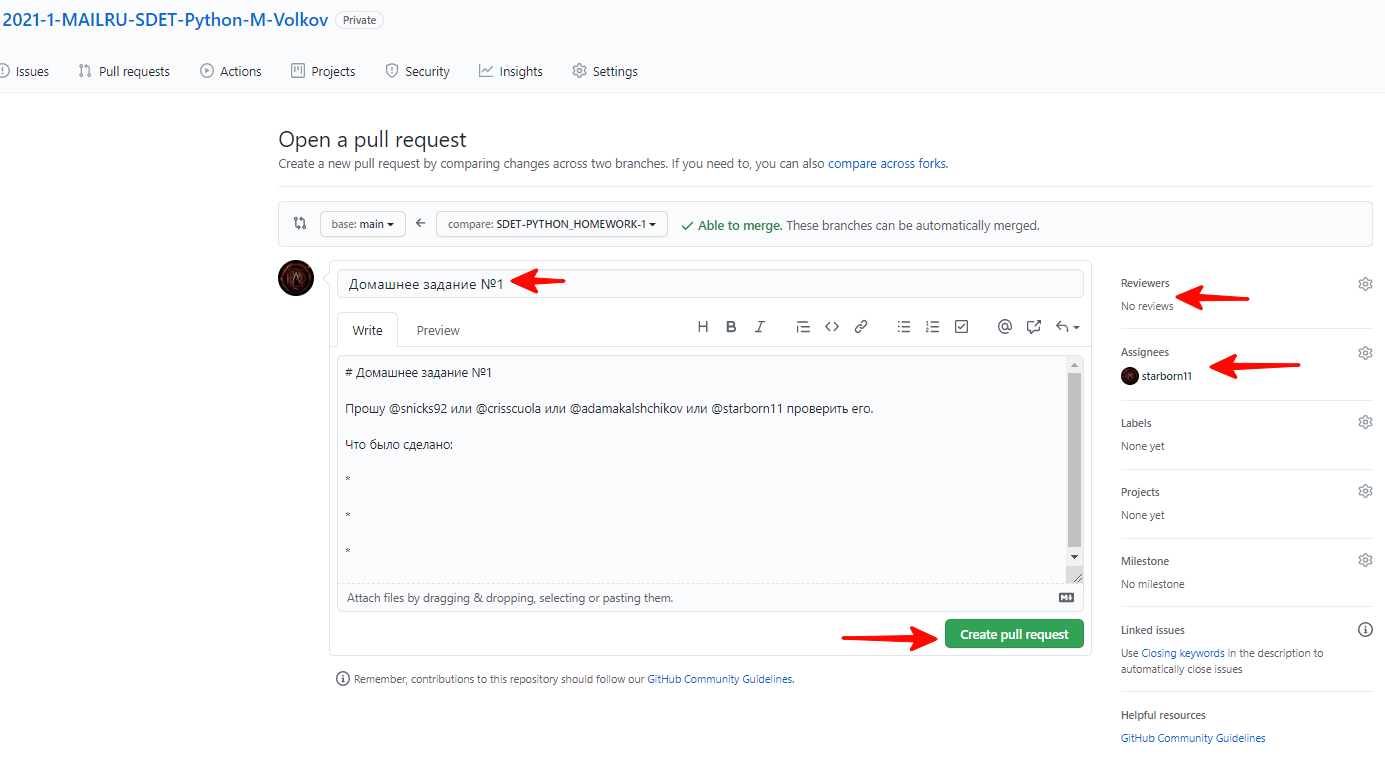 2021-1-MAILRU-SDET-Python-M-Volkov Private
Issues Pull requests Actions Projects Security Insights Settings
Open a pull request
Create a new pull request by comparing changes across two branches. If you need to, you can also compare across forks.
base: main compare: SDET-PYTHON_HOMEWORK-1 Able to merge. These branches can be automatically merged.
Домашнее задание №1
Write Preview
# Домашнее задание №1
Прошу @snicks92 или @crisscuola или @adamakalshchikov или @starborn11 проверить его.
Что было сделано:
*
*
*
Attach files by dragging & dropping, selecting or pasting them.
Create pull request
Remember, contributions to this repository should follow our GitHub Community Guidelines.
Reviewers
No reviews
Assignees
starborn11
Labels
None yet
Projects
None yet
Milestone
No milestone
Linked issues
Use Closing keywords in the description to
automatically close issues
Helpful resources
GitHub Community Guidelines